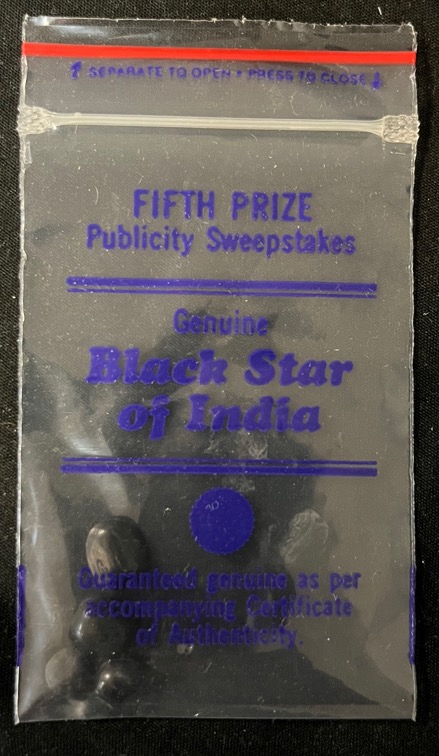 ↑ SEPARATE TO OPEN • PRESS TO CLOSE ↓
FIFTH PRIZE
Publicity Sweepstakes
Genuine
Black Star
of India
Guaranteed genuine as per
accompanying Certificate
of Authenticity.